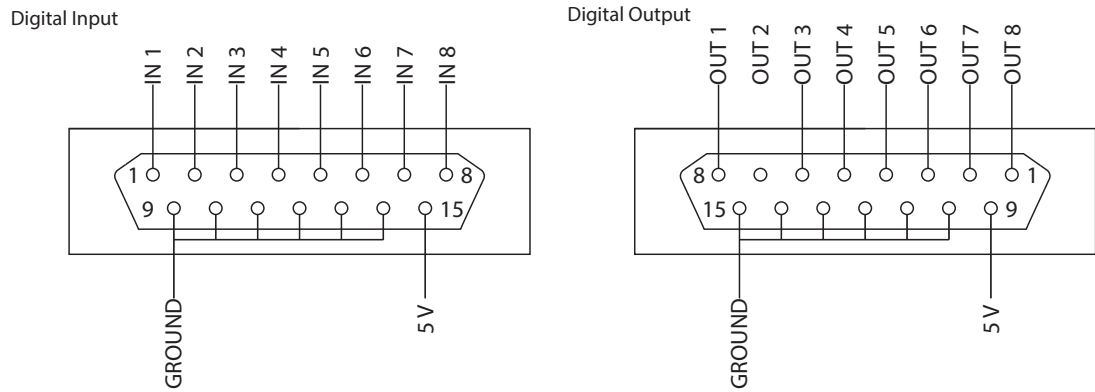 Digital Input
IN 1
IN 2
IN 3
IN 4
IN 5
IN 6
IN 7
IN 8
1
8
9
15
GROUND
5 V
Digital Output
OUT 1
OUT 2
OUT 3
OUT 4
OUT 5
OUT 6
OUT 7
OUT 8
8
1
15
9
GROUND
5 V